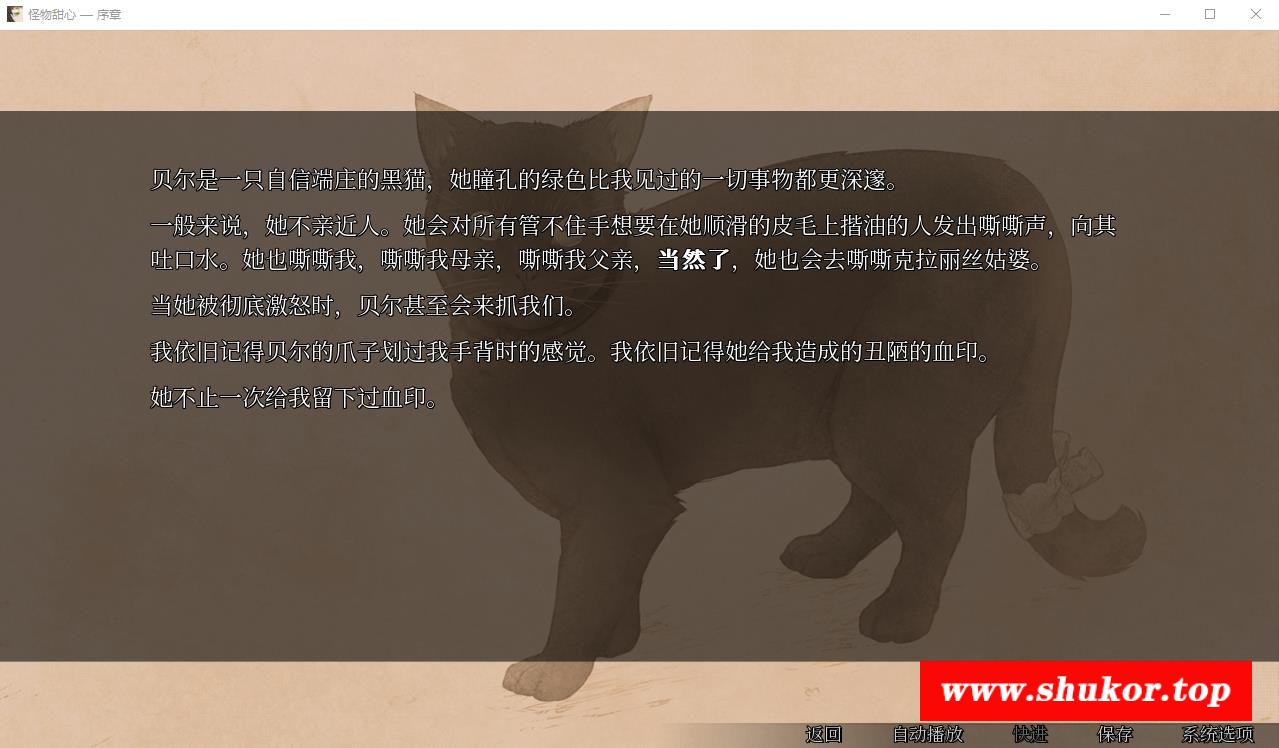 怪物甜心 — 序章
贝尔是一只自信端庄的黑猫，她瞳孔的绿色比我见过的一切事物都更深邃。
一般来说，她不亲近人。她会对所有管不住手想要在她顺滑的皮毛上揩油的人发出嘶嘶声，向其
吐口水。她也嘶嘶我，嘶嘶我母亲，嘶嘶我父亲，当然了，她也会去嘶嘶克拉丽丝姑婆。
当她被彻底激怒时，贝尔甚至会来抓我们。
我依旧记得贝尔的爪子划过我手背时的感觉。我依旧记得她给我造成的丑陋的血印。
她不止一次给我留下过血印。
www.shukor.top
返回 自动播放 快进 保存 系统选项